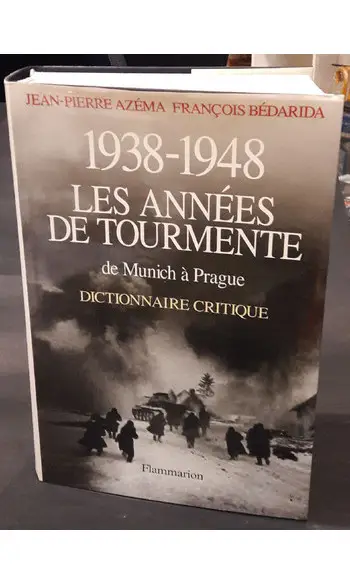 JEAN-PIERRE AZÉMA FRANÇOIS BÉDARIDA
1938-1948
LES ANNÉES
DE TOURMENTE
de Munich à Prague
DICTIONNAIRE CRITIQUE
Flammarion